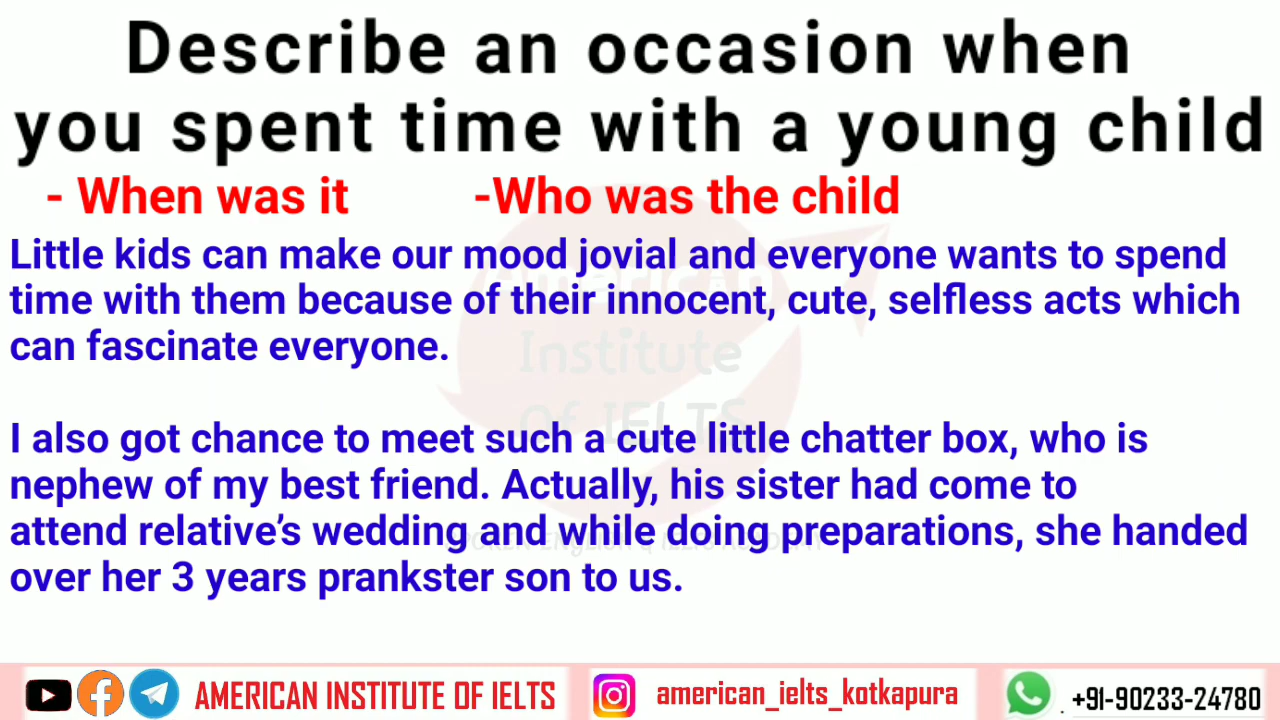 Describe an occasion when
you spent time with a young child
- When was it -Who was the child
Little kids can make our mood jovial and everyone wants to spend
time with them because of their innocent, cute, selfless acts which
can fascinate everyone.
I also got chance to meet such a cute little chatter box, who is
nephew of my best friend. Actually, his sister had come to
attend relative’s wedding and while doing preparations, she handed
over her 3 years prankster son to us.
American
Institute
Of IELTS
AMERICAN INSTITUTE OF IELTS american_ielts_kotkapura . +91-90233-24780